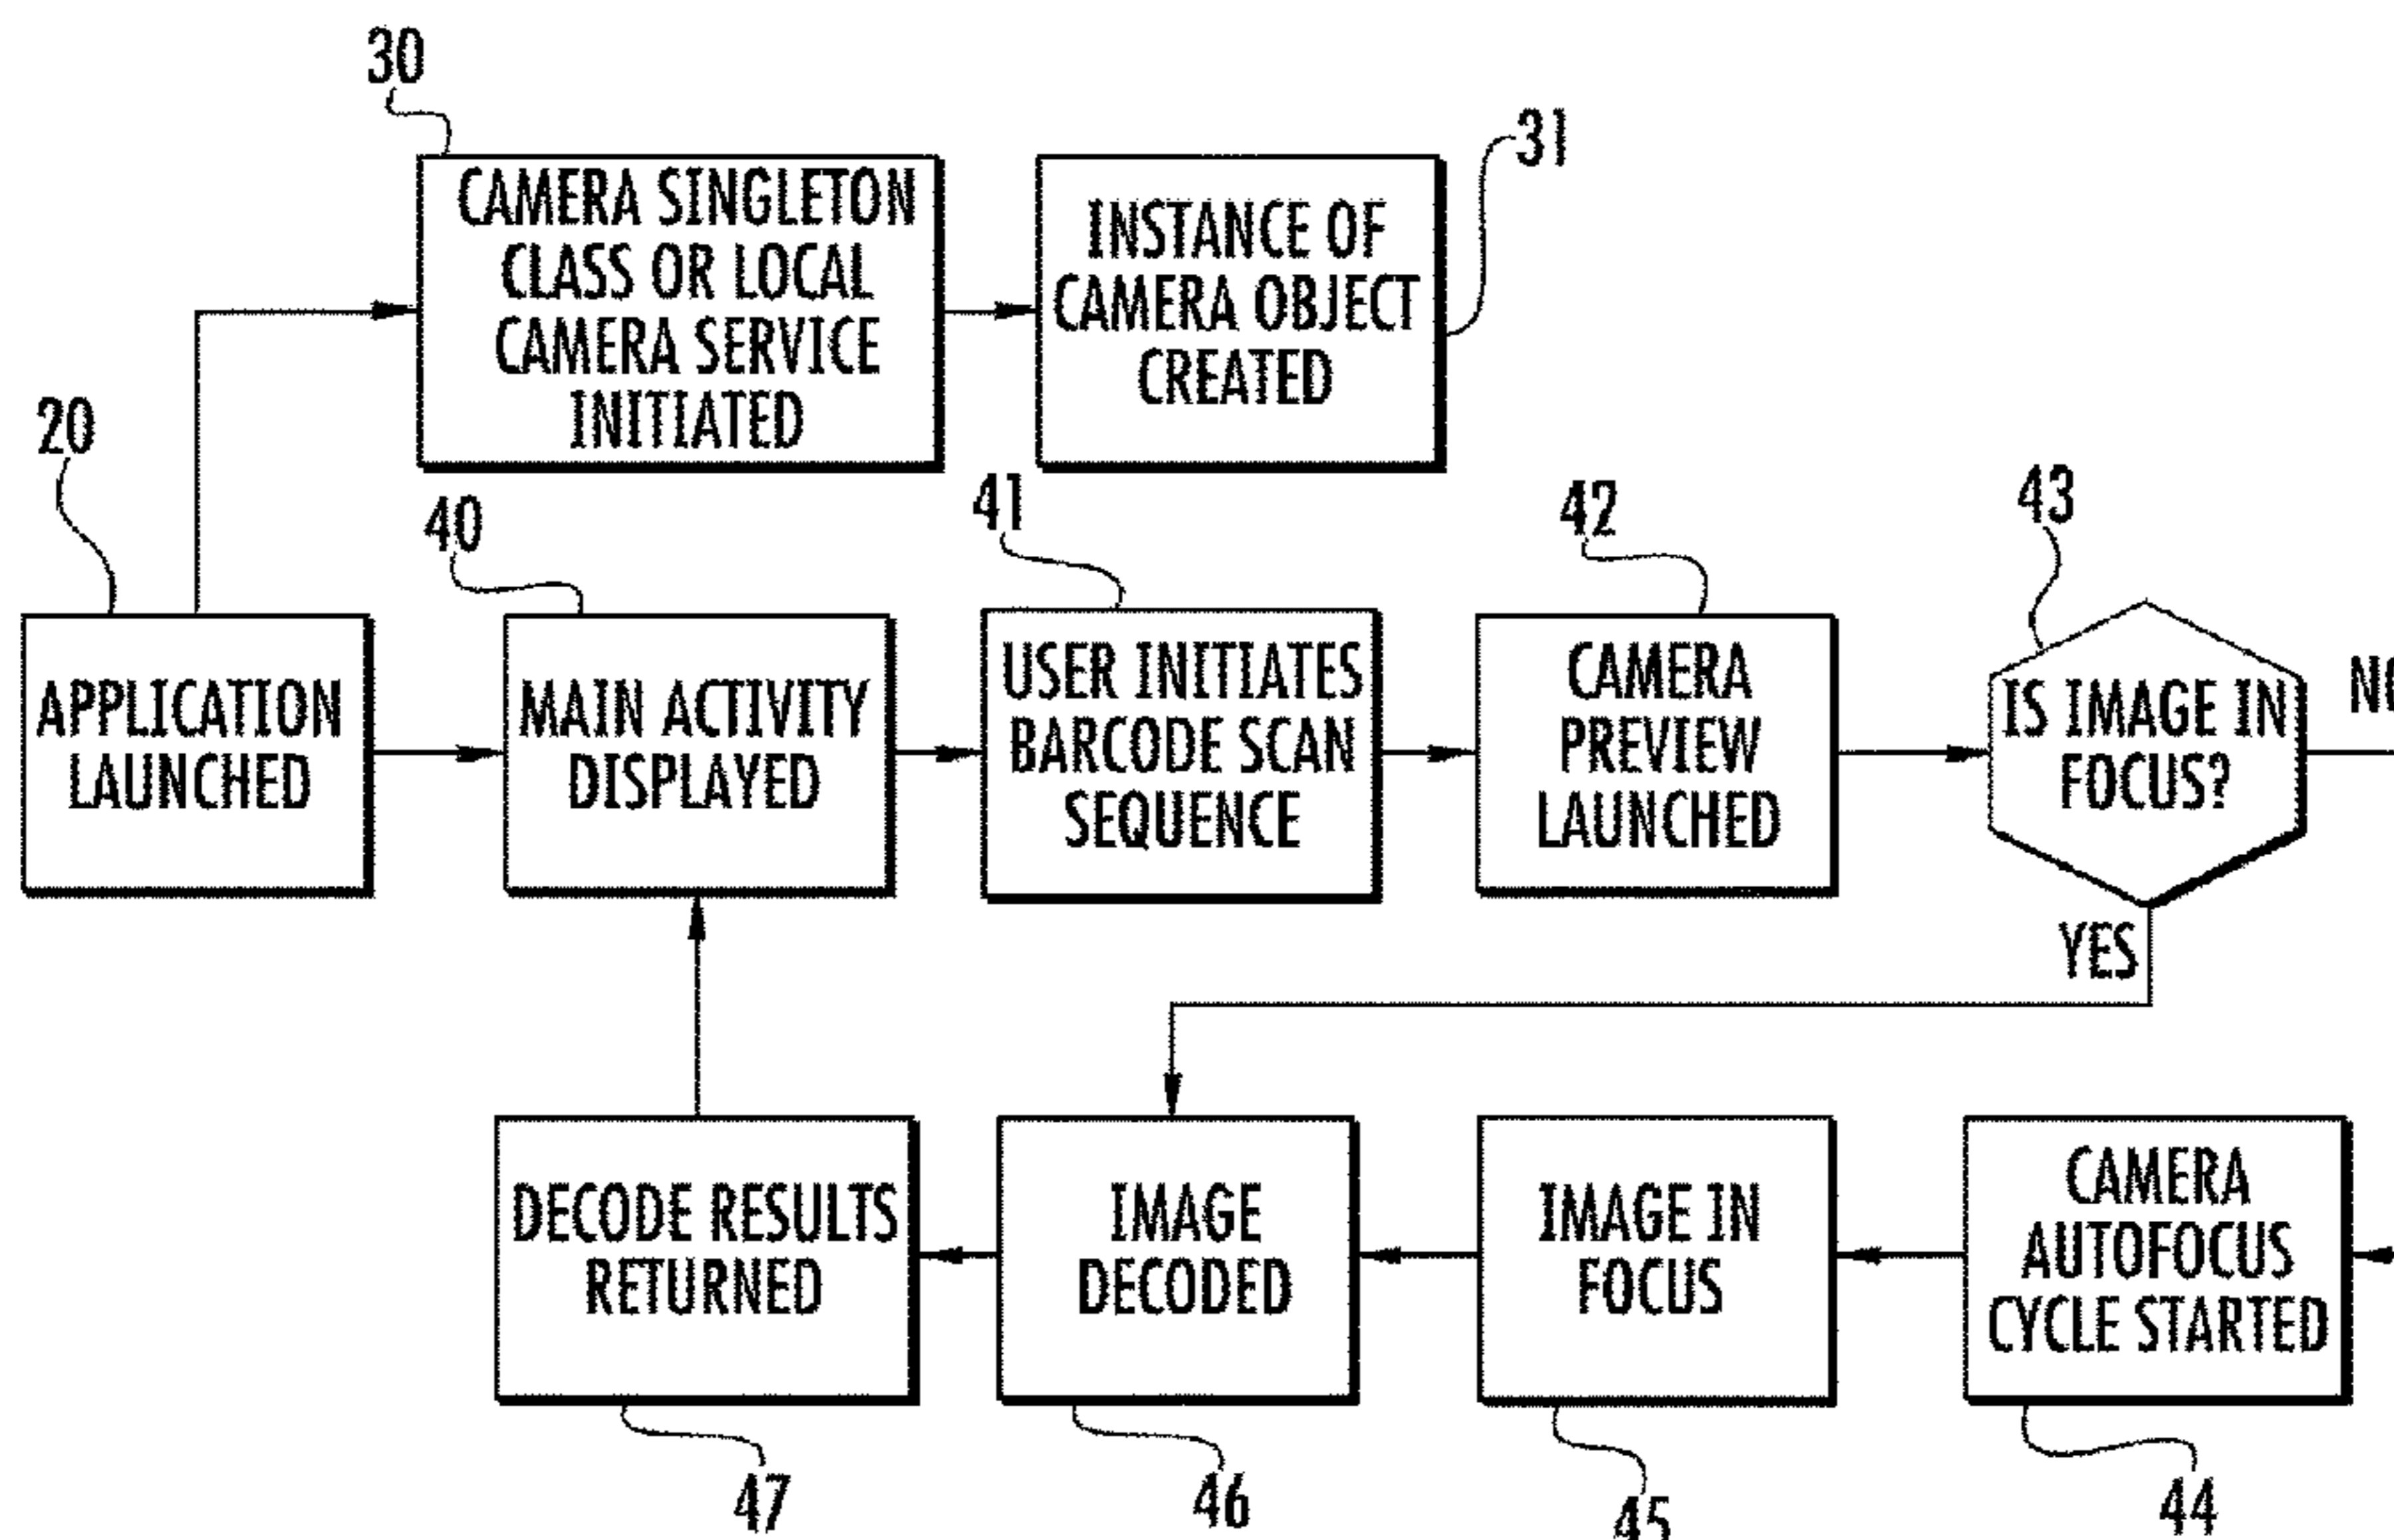 30
31
CAMERA SINGLETON
CLASS OR LOCAL
CAMERA SERVICE
INITIATED
INSTANCE OF
CAMERA OBJECT
CREATED
20
40
41
42
43
APPLICATION
LAUNCHED
MAIN ACTIVITY
DISPLAYED
USER INITIATES
BARCODE SCAN
SEQUENCE
CAMERA
PREVIEW
LAUNCHED
IS IMAGE IN
FOCUS?
YES
DECODE RESULTS
RETURNED
IMAGE
DECODED
IMAGE IN
FOCUS
CAMERA
AUTOFOCUS
CYCLE STARTED
47
46
45
44